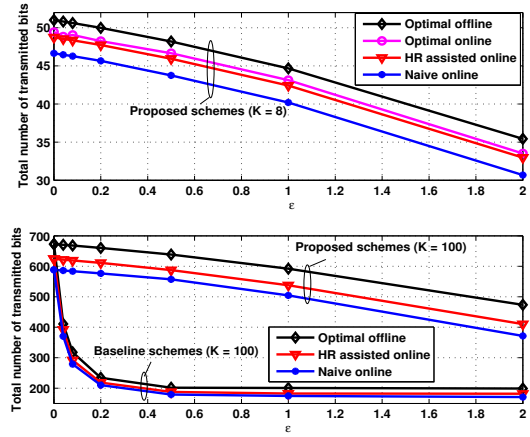 Total number of transmitted bits
50
45
40
35
30
0 0.2 0.4 0.6 0.8 1 1.2 1.4 1.6 1.8 2
ε
Optimal offline
Optimal online
HR assisted online
Naive online
Proposed schemes (K = 8)
Total number of transmitted bits
700
600
500
400
300
200
0 0.2 0.4 0.6 0.8 1 1.2 1.4 1.6 1.8 2
ε
Proposed schemes (K = 100)
Baseline schemes (K = 100)
Optimal offline
HR assisted online
Naive online